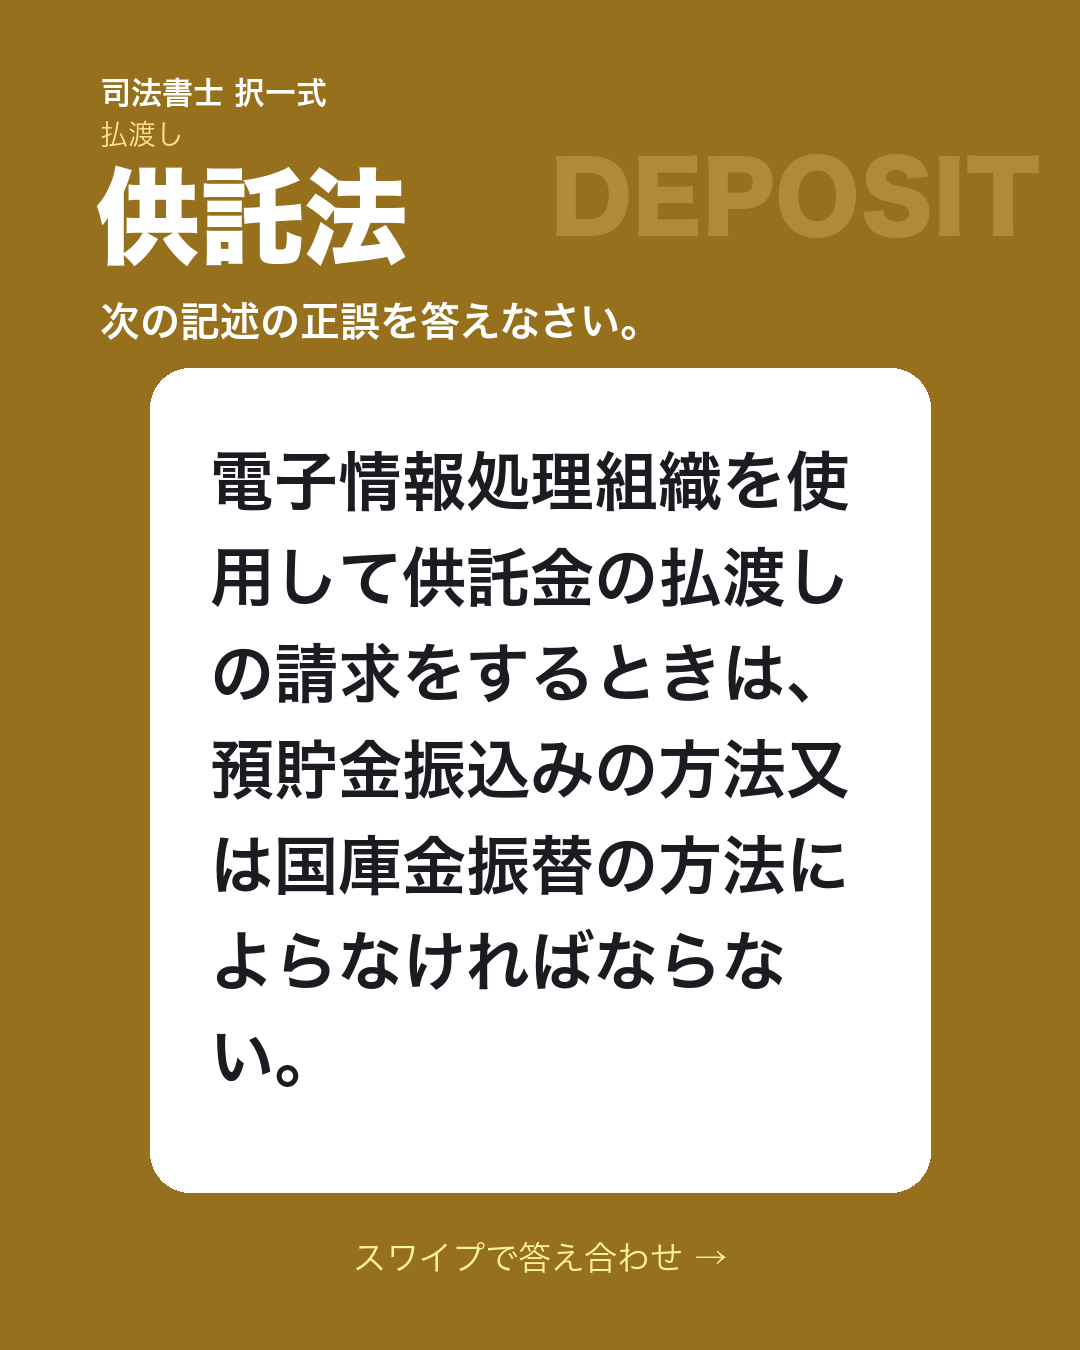 司法書士 択一式
払渡し
供託法
DEPOSIT
次の記述の正誤を答えなさい。
電子情報処理組織を使
用して供託金の払渡し
の請求をするときは、
預貯金振込みの方法又
は国庫金振替の方法に
よらなければならな
い。
スワイプで答え合わせ →